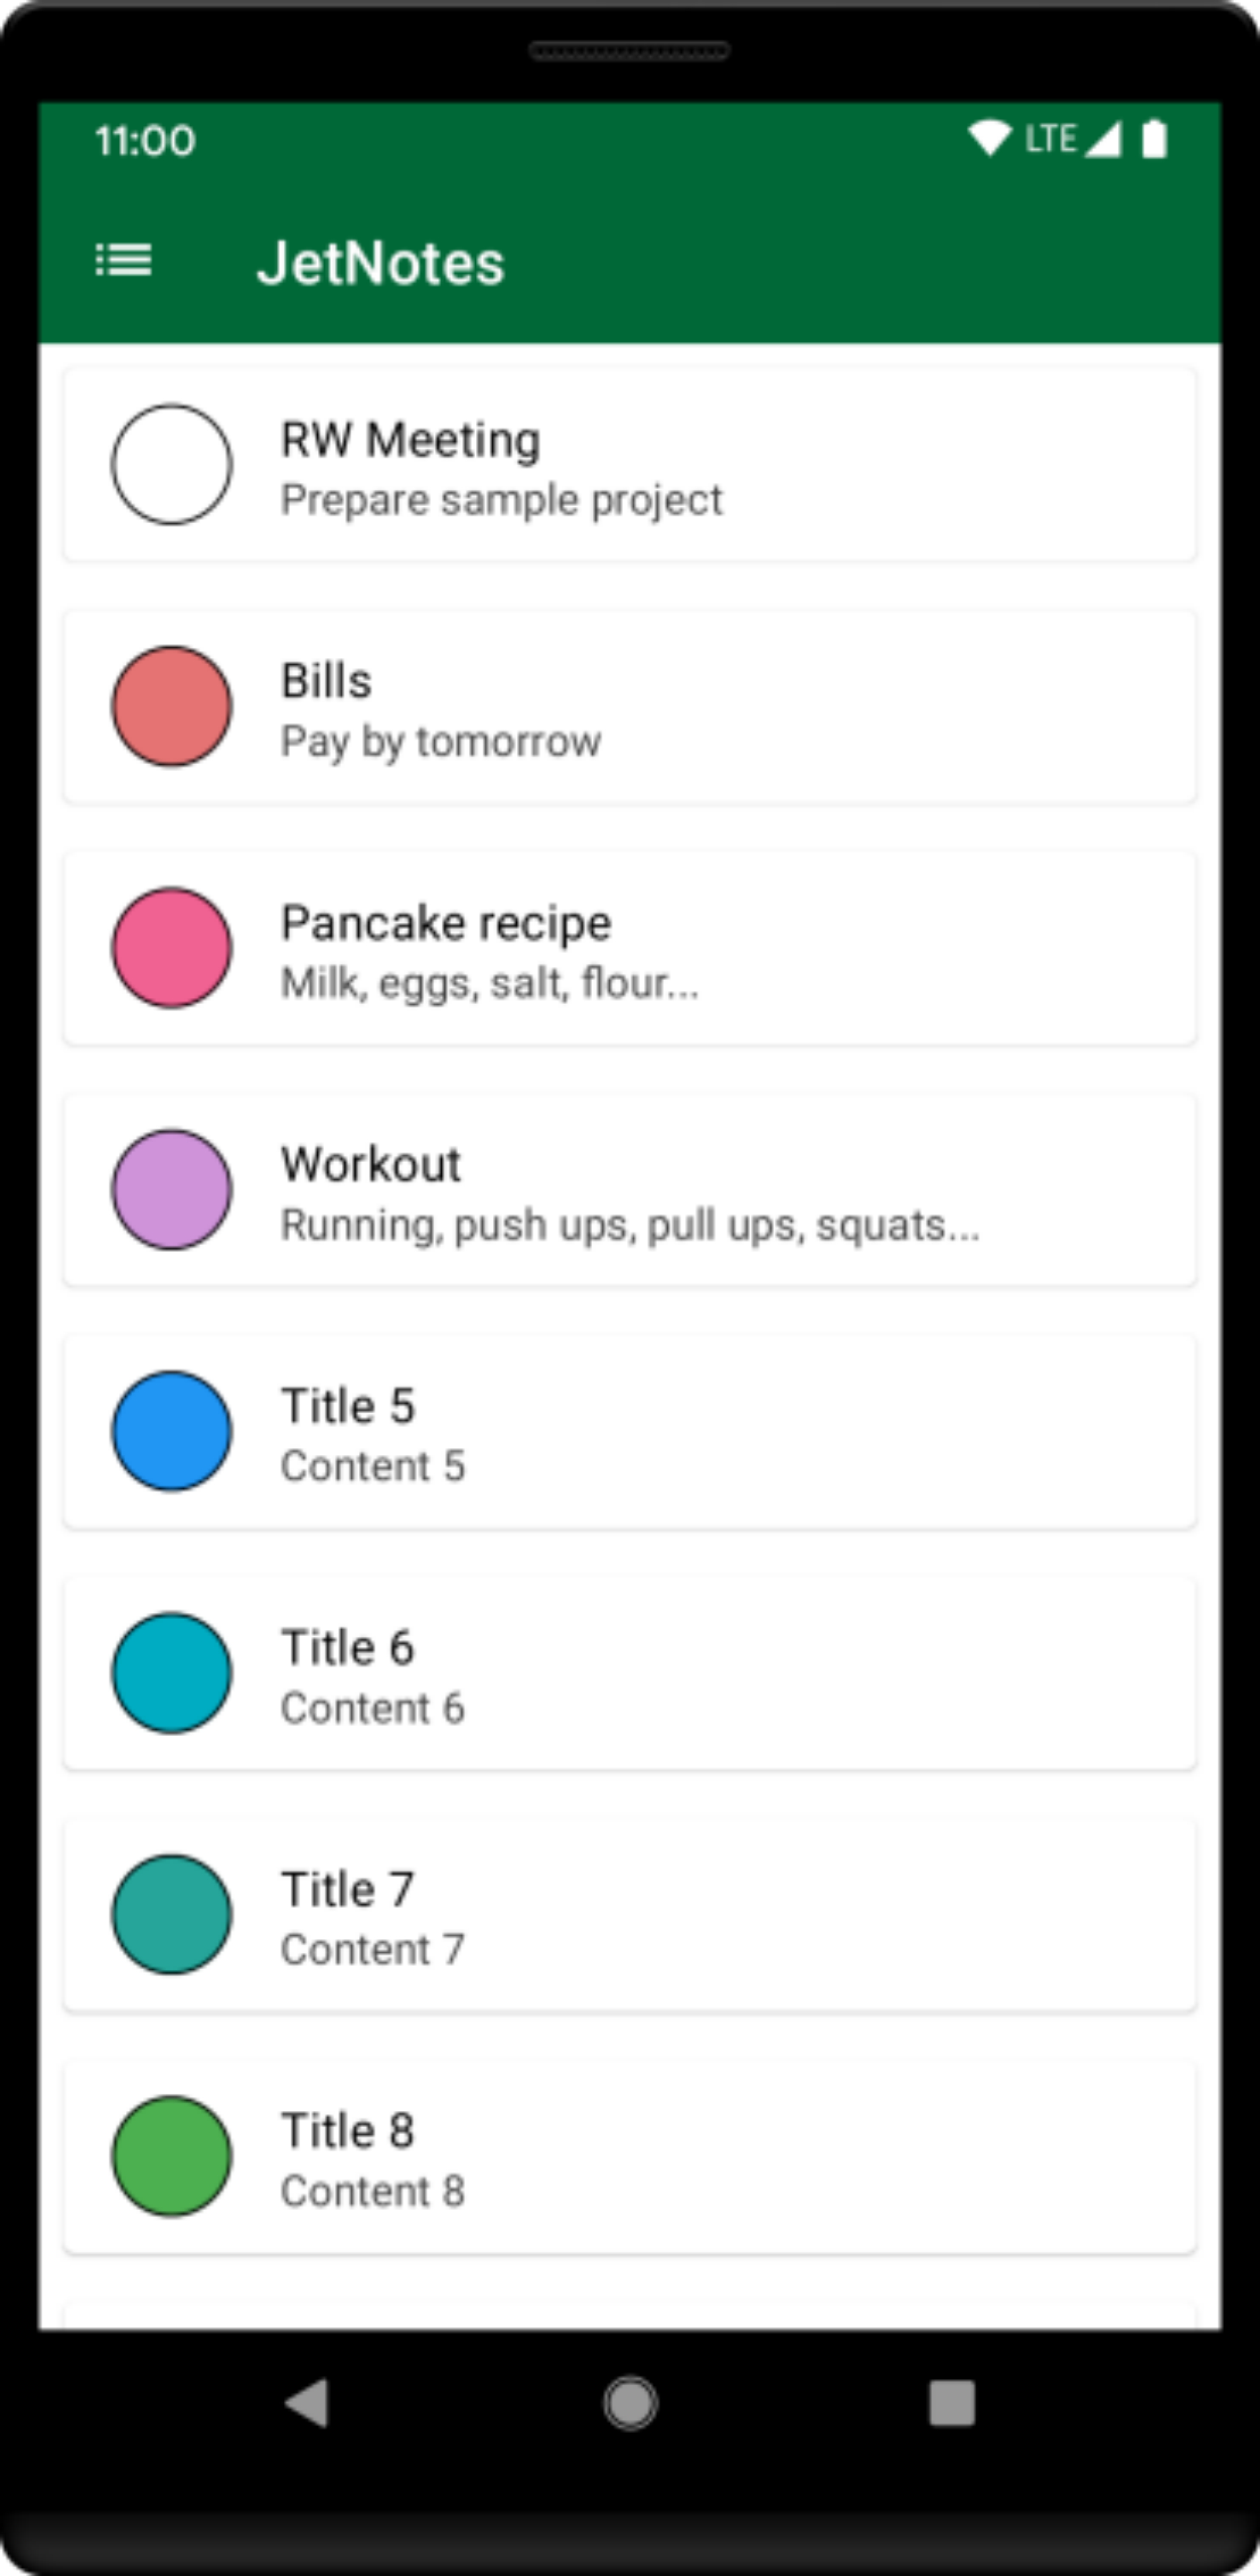 11:00 LTE
JetNotes
RW Meeting
Prepare sample project
Bills
Pay by tomorrow
Pancake recipe
Milk, eggs, salt, flour...
Workout
Running, push ups, pull ups, squats...
Title 5
Content 5
Title 6
Content 6
Title 7
Content 7
Title 8
Content 8